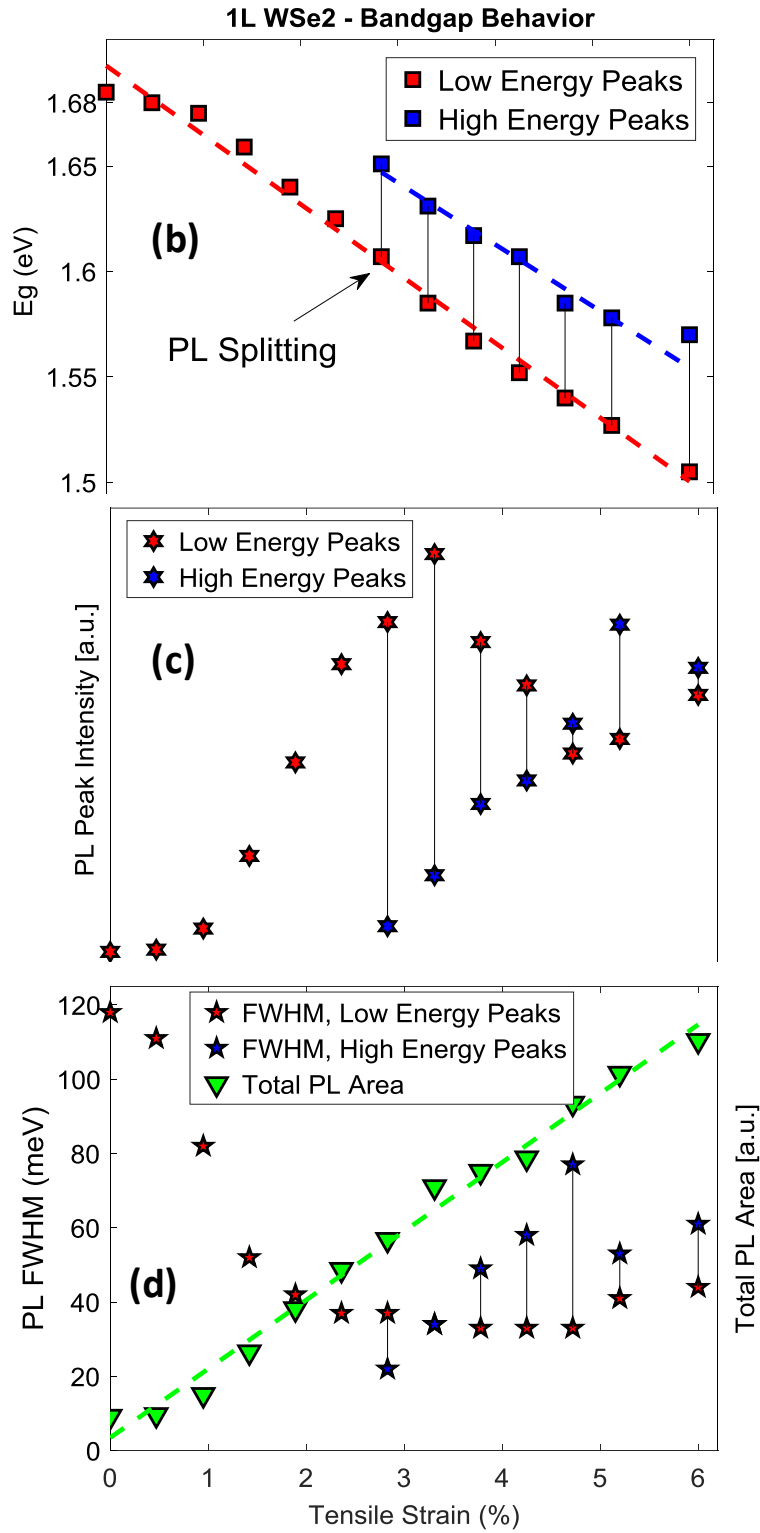 1L WSe2 - Bandgap Behavior
Low Energy Peaks
High Energy Peaks
1.68
1.65
1.6
1.55
1.5
Eg (eV)
(b)
PL Splitting
Low Energy Peaks
High Energy Peaks
(c)
PL Peak Intensity [a.u.]
FWHM, Low Energy Peaks
FWHM, High Energy Peaks
Total PL Area
120
100
80
60
40
20
0
PL FWHM (meV)
(d)
Total PL Area [a.u.]
0 1 2 3 4 5 6
Tensile Strain (%)